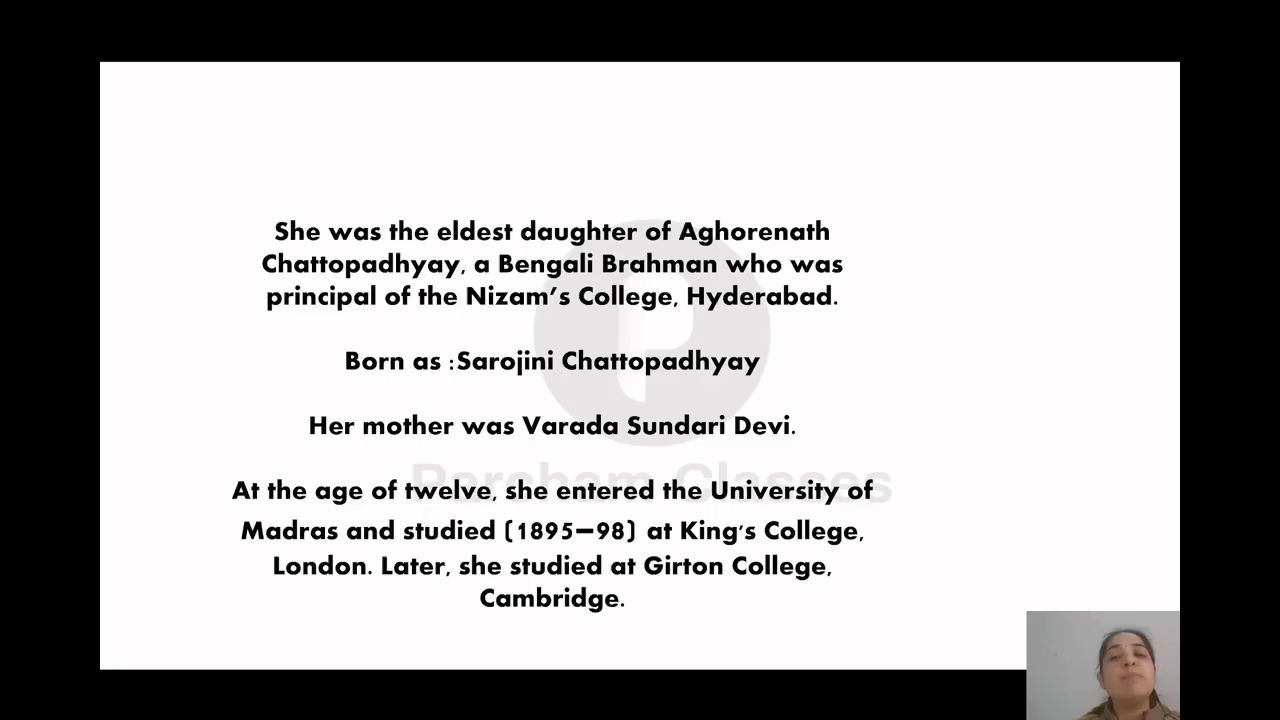 She was the eldest daughter of Aghorenath
Chattopadhyay, a Bengali Brahman who was
principal of the Nizam’s College, Hyderabad.
Born as :Sarojini Chattopadhyay
Her mother was Varada Sundari Devi.
Parcham Classes
At the age of twelve, she entered the University of
Madras and studied (1895–98) at King's College,
London. Later, she studied at Girton College,
Cambridge.